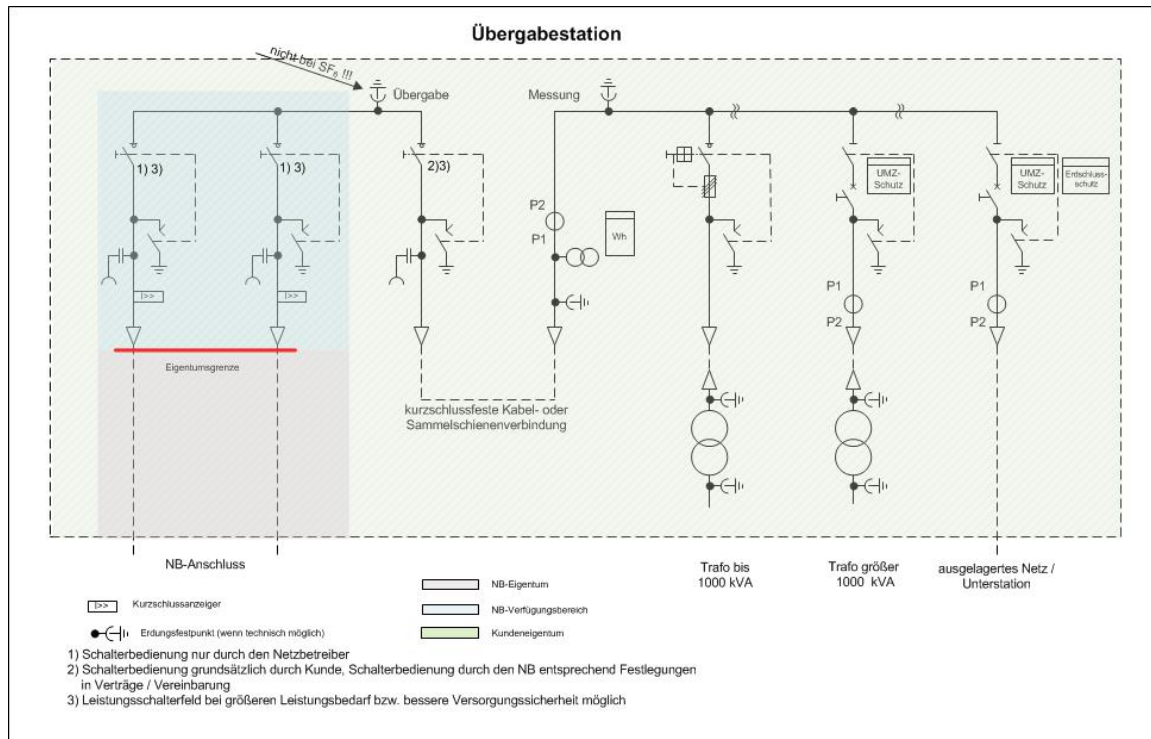 Übergabestation
nicht bei SF6 !!!
Übergabe
Messung
1) 3)
1) 3)
2)3)
UMZ-
Schutz
UMZ-
Schutz
Erdschluss-
schutz
P2
P1
Wh
I>>
I>>
P1
P2
P1
P2
Eigentumsgrenze
kurzschlussfeste Kabel- oder
Sammelschienenverbindung
NB-Anschluss
Trafo bis
1000 kVA
Trafo größer
1000 kVA
ausgelagertes Netz /
Unterstation
I>> Kurzschlussanzeiger
Erdungsfestpunkt (wenn technisch möglich)
NB-Eigentum
NB-Verfügungsbereich
Kundeneigentum
1) Schalterbedienung nur durch den Netzbetreiber
2) Schalterbedienung grundsätzlich durch Kunde, Schalterbedienung durch den NB entsprechend Festlegungen
in Verträge / Vereinbarung
3) Leistungsschalterfeld bei größeren Leistungsbedarf bzw. bessere Versorgungssicherheit möglich